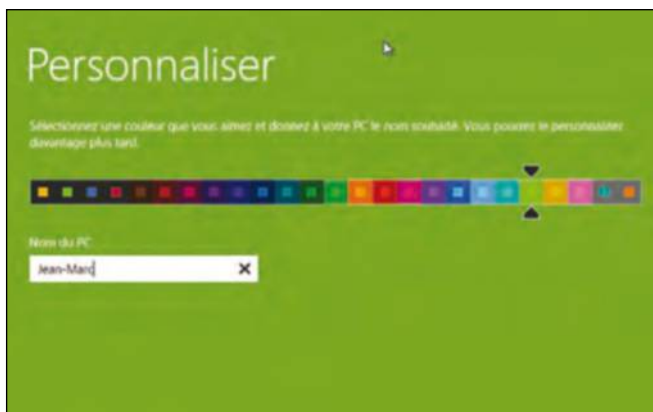 Personnaliser
Sélectionnez une couleur que vous aimez et donnez à votre PC le nom souhaité. Vous pourrez le personnaliser
davantage plus tard.
Nom du PC
Jean-Marc